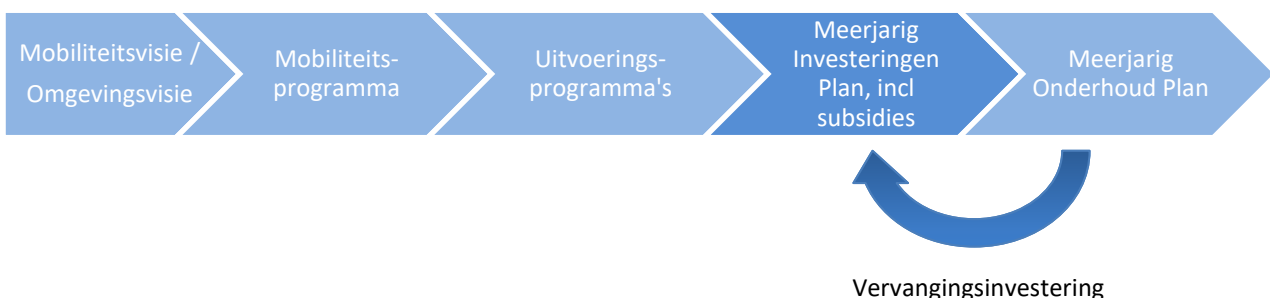 Mobiliteitsvisie /
Omgevingsvisie
Mobiliteits-
programma
Uitvoerings-
programma's
Meerjarig
Investeringen
Plan, incl
subsidies
Meerjarig
Onderhoud Plan
Vervangingsinvestering